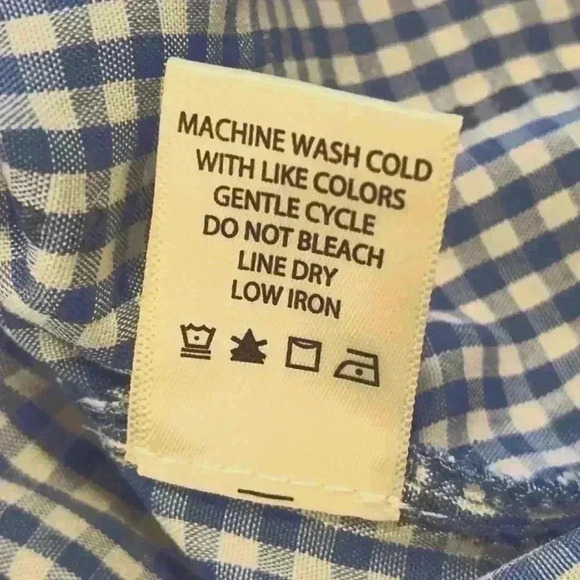 MACHINE WASH COLD
WITH LIKE COLORS
GENTLE CYCLE
DO NOT BLEACH
LINE DRY
LOW IRON